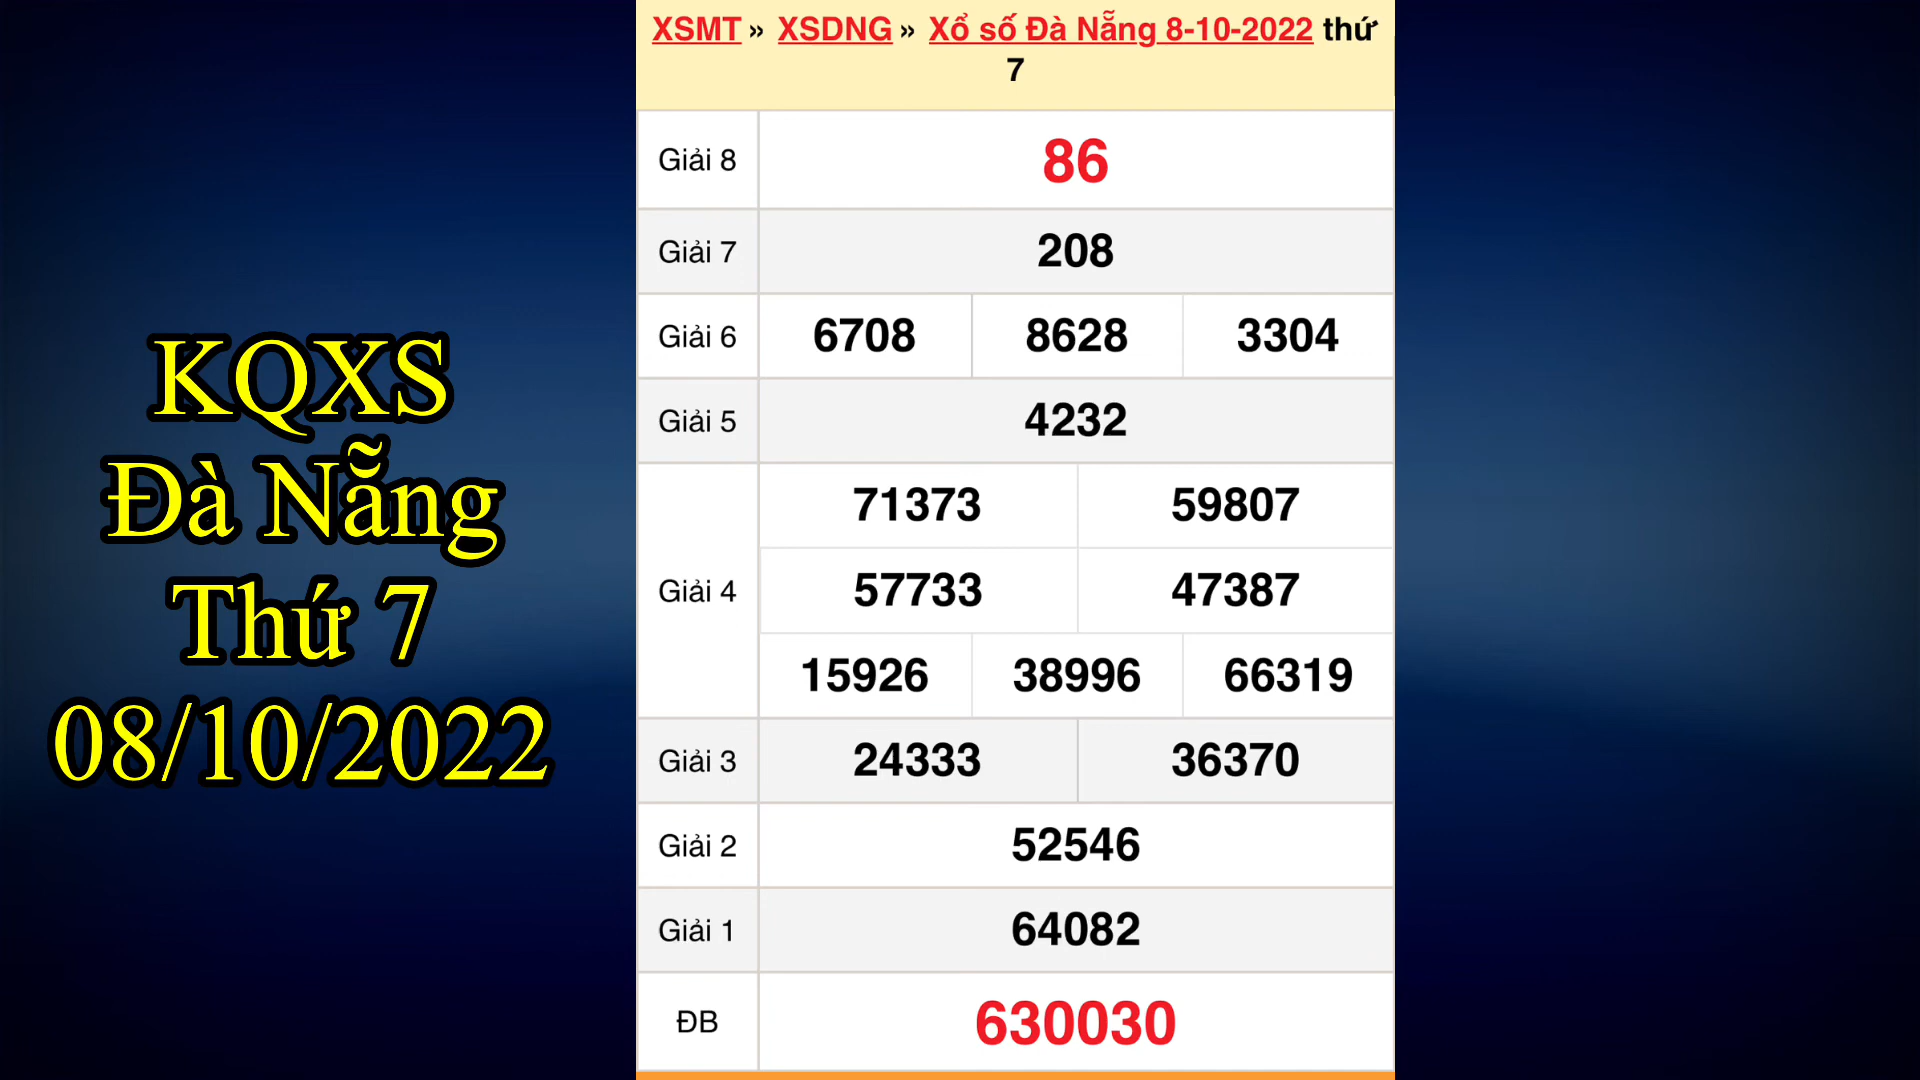 KQXS
Đà Nẵng
Thứ 7
08/10/2022
XSMT » XSDNG » Xổ số Đà Nẵng 8-10-2022 thứ
7
Giải 8 86
Giải 7 208
Giải 6 6708 8628 3304
Giải 5 4232
71373 59807
Giải 4 57733 47387
15926 38996 66319
Giải 3 24333 36370
Giải 2 52546
Giải 1 64082
ĐB 630030